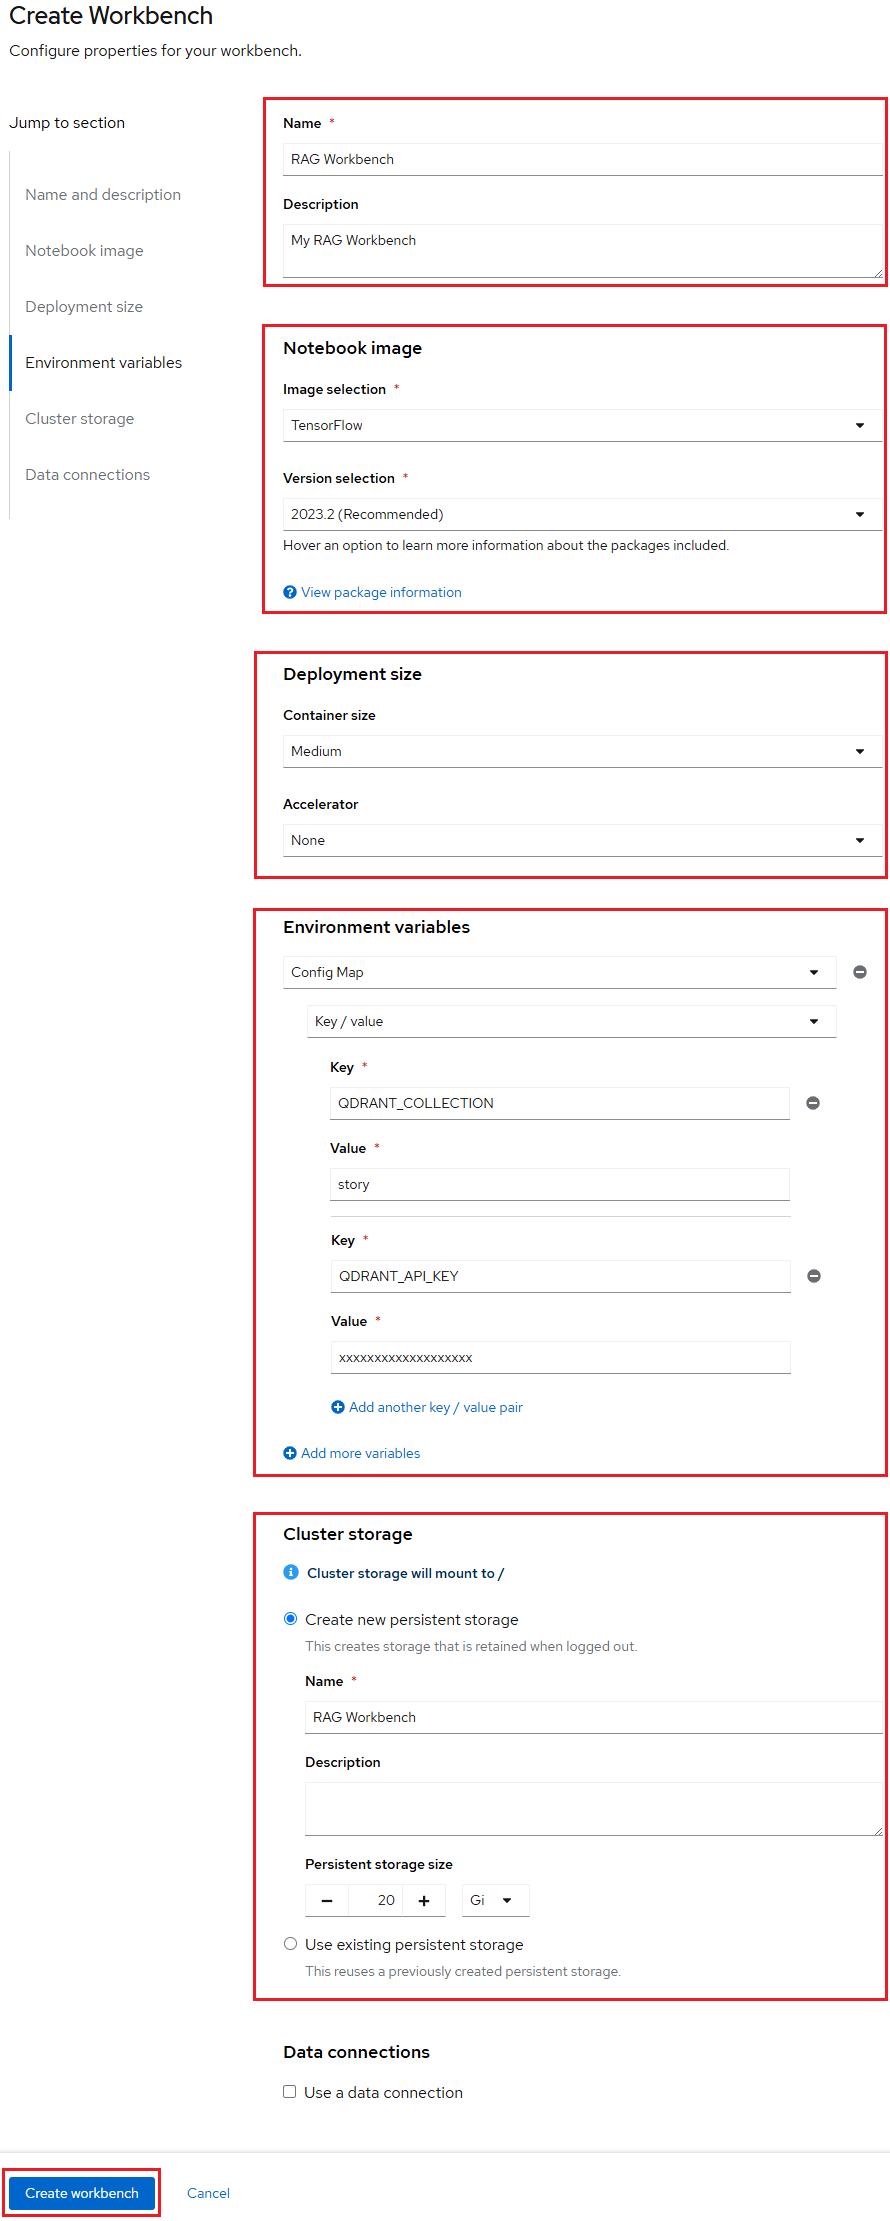 Create Workbench
Configure properties for your workbench.
Jump to section
Name and description
Notebook image
Deployment size
Environment variables
Cluster storage
Data connections
Name *
RAG Workbench
Description
My RAG Workbench
Notebook image
Image selection *
TensorFlow
Version selection *
2023.2 (Recommended)
Hover an option to learn more information about the packages included.
View package information
Deployment size
Container size
Medium
Accelerator
None
Environment variables
Config Map
Key / value
Key *
QDRANT_COLLECTION
Value *
story
Key *
QDRANT_API_KEY
Value *
xxxxxxxxxxxxxxxxxxx
Add another key / value pair
Add more variables
Cluster storage
Cluster storage will mount to /
Create new persistent storage
This creates storage that is retained when logged out.
Name *
RAG Workbench
Description
Persistent storage size
20 Gi
Use existing persistent storage
This reuses a previously created persistent storage.
Data connections
Use a data connection
Create workbench Cancel